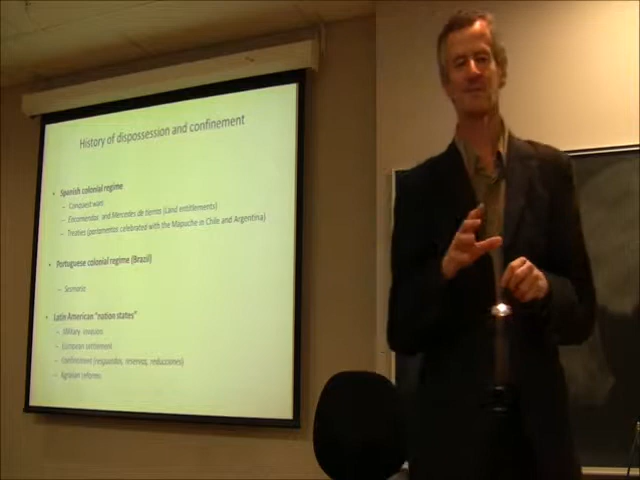 History of dispossession and confinement
• Spanish colonial regime
– Conquest wars
– Encomiendas and Mercedes de tierras (Land entitlements)
– Treaties (parlamentos celebrated with the Mapuche in Chile and Argentina)
• Portuguese colonial regime (Brazil)
– Sesmaria
• Latin American "nation states"
– Military invasion
– European settlement
– Confinement (resguardos, reservas, reducciones)
– Agrarian reforms